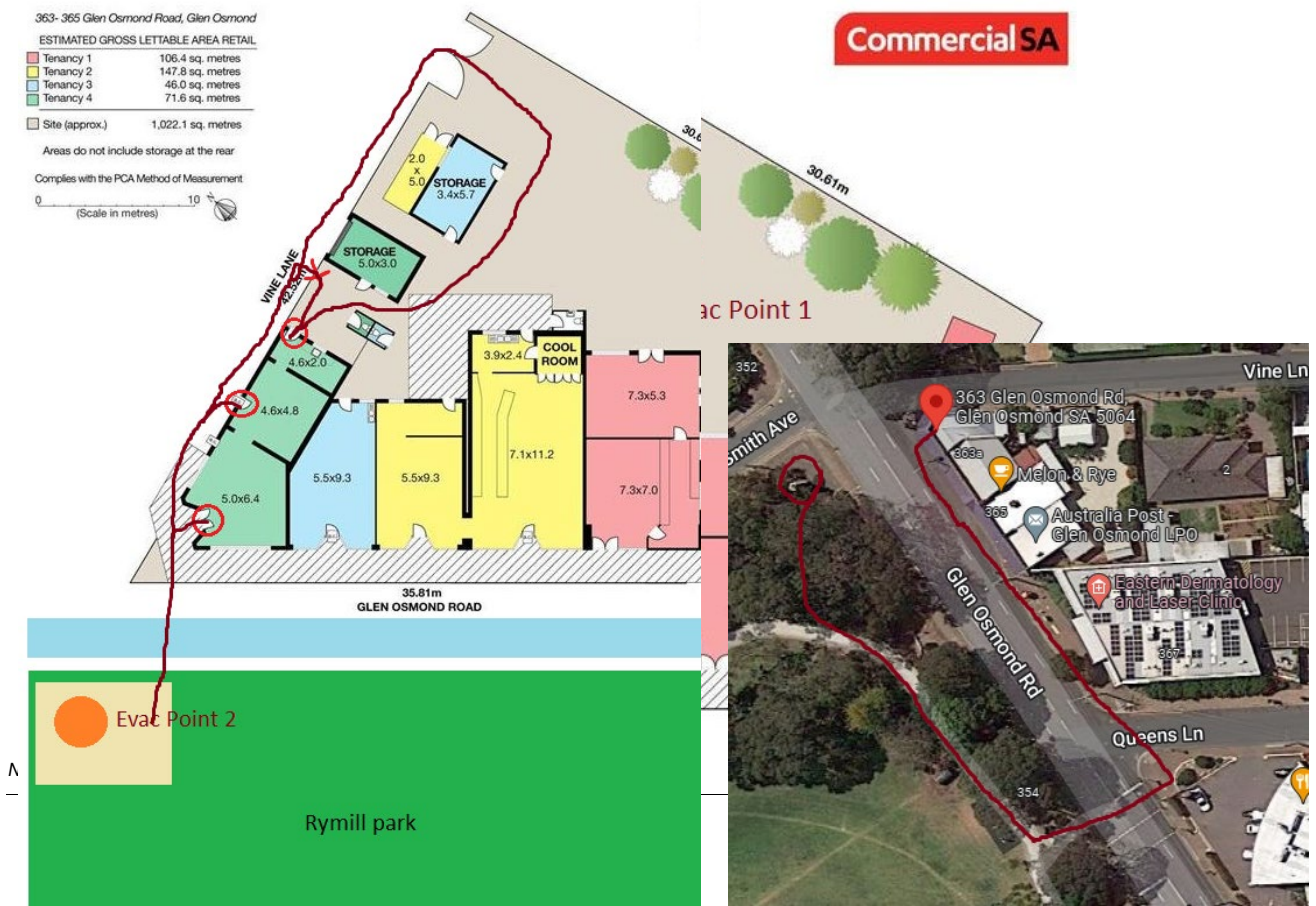 363- 365 Glen Osmond Road, Glen Osmond
ESTIMATED GROSS LETTABLE AREA RETAIL
Tenancy 1 106.4 sq. metres
Tenancy 2 147.8 sq. metres
Tenancy 3 46.0 sq. metres
Tenancy 4 71.6 sq. metres
Site (approx.) 1,022.1 sq. metres
Areas do not include storage at the rear
Complies with the PCA Method of Measurement
0 10
(Scale in metres)
N
Commercial SA
2.0
x
5.0
STORAGE
3.4x5.7
STORAGE
5.0x3.0
VINE LANE
42.52m
30.6
30.61m
ac Point 1
4.6x2.0
4.6x4.8
5.0x6.4
5.5x9.3
5.5x9.3
3.9x2.4
COOL
ROOM
7.1x11.2
7.3x5.3
7.3x7.0
35.81m
GLEN OSMOND ROAD
Evac Point 2
Rymill park
352
Vine Ln
Smith Ave
363 Glen Osmond Rd,
Glen Osmond SA 5064
363a
Melon & Rye
2
365
Australia Post -
Glen Osmond LPO
Eastern Dermatology
and Laser Clinic
367
Glen Osmond Rd
Queens Ln
354